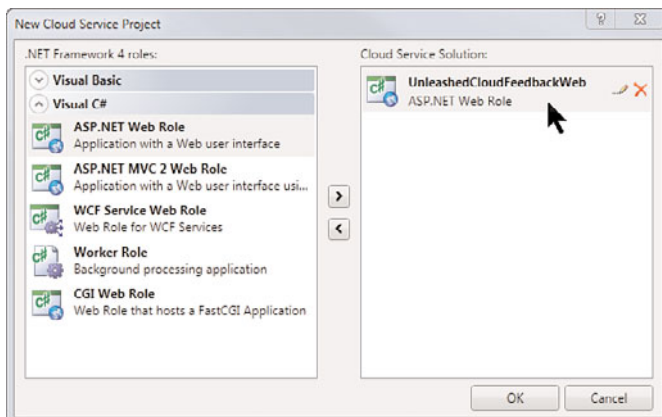 New Cloud Service Project
.NET Framework 4 roles:
Visual Basic
Visual C#
ASP.NET Web Role
Application with a Web user interface
ASP.NET MVC 2 Web Role
Application with a Web user interface usi...
WCF Service Web Role
Web Role for WCF Services
Worker Role
Background processing application
CGI Web Role
Web Role that hosts a FastCGI Application
Cloud Service Solution:
UnleashedCloudFeedbackWeb
ASP.NET Web Role
OK
Cancel